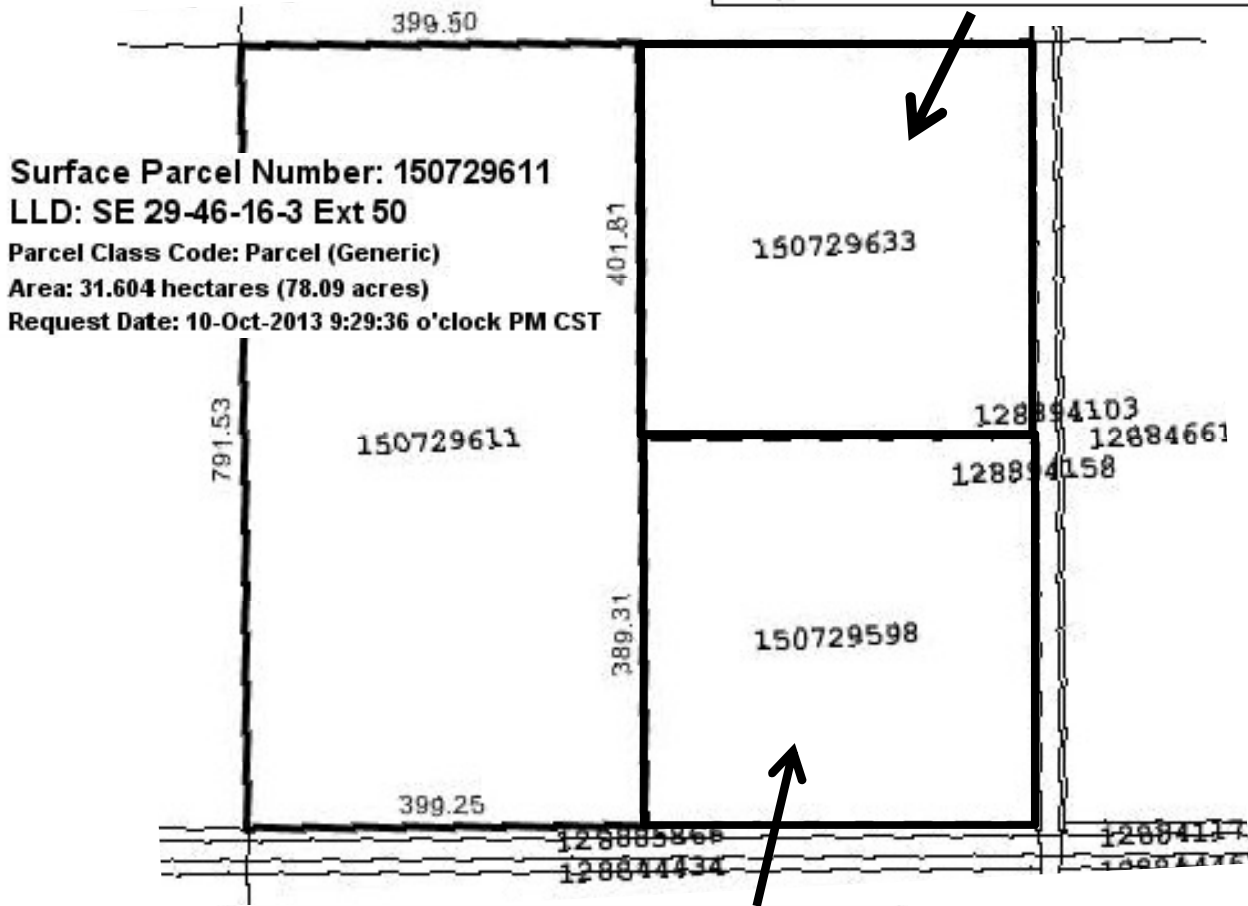 399.50
Surface Parcel Number: 150729611
LLD: SE 29-46-16-3 Ext 50
Parcel Class Code: Parcel (Generic)
Area: 31.604 hectares (78.09 acres)
Request Date: 10-Oct-2013 9:29:36 o'clock PM CST
401.81
150729633
791.53
150729611
128894103
12884661
128894158
389.31
150729598
399.25
128844434